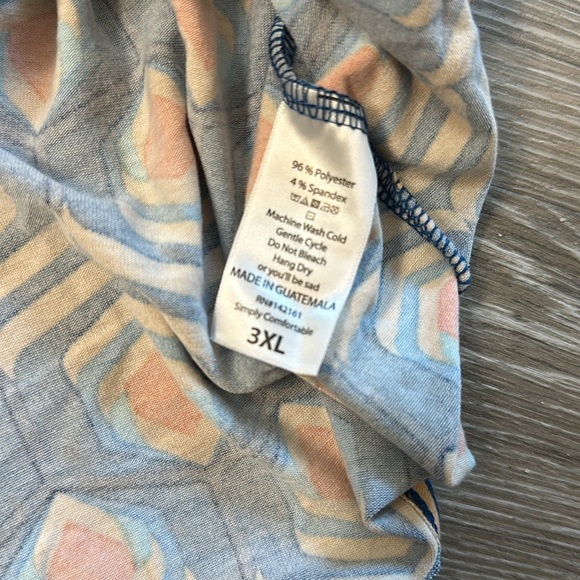 96 % Polyester
4 % Spandex
Machine Wash Cold
Gentle Cycle
Do Not Bleach
Hang Dry
or you'll be sad
MADE IN GUATEMALA
RN#142161
Simply Comfortable
3XL